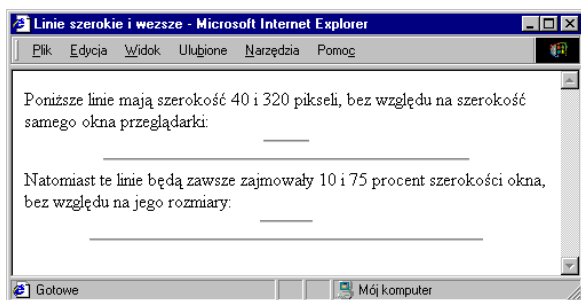 Linie szerokie i wezsze - Microsoft Internet Explorer
Plik Edycja Widok Ulubione Narzędzia Pomoc
Poniższe linie mają szerokość 40 i 320 pikseli, bez względu na szerokość
samego okna przeglądarki:
Natomiast te linie będą zawsze zajmowały 10 i 75 procent szerokości okna,
bez względu na jego rozmiary:
Gotowe Mój komputer